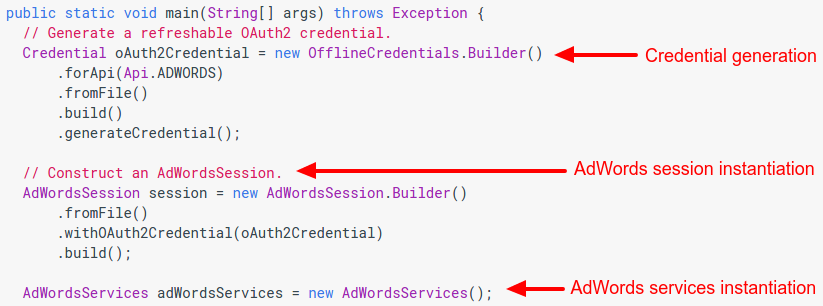 public static void main(String[] args) throws Exception {
// Generate a refreshable OAuth2 credential.
Credential oAuth2Credential = new OfflineCredentials.Builder()
Credential generation
.forApi(Api.ADWORDS)
.fromFile()
.build()
.generateCredential();
// Construct an AdWordsSession.
AdWords session instantiation
AdWordsSession session = new AdWordsSession.Builder()
.fromFile()
.withOAuth2Credential(oAuth2Credential)
.build();
AdWordsServices adWordsServices = new AdWordsServices();
AdWords services instantiation